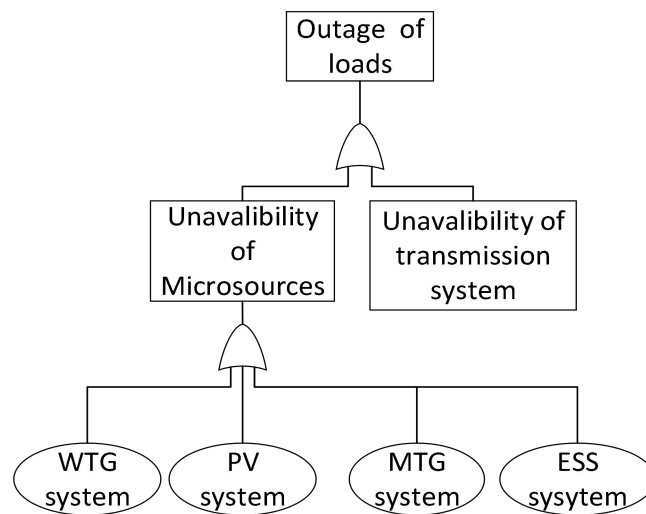 Outage of
loads
Unavalibility
of
Microsources
Unavalibility of
transmission
system
WTG
system
PV
system
MTG
system
ESS
sysytem